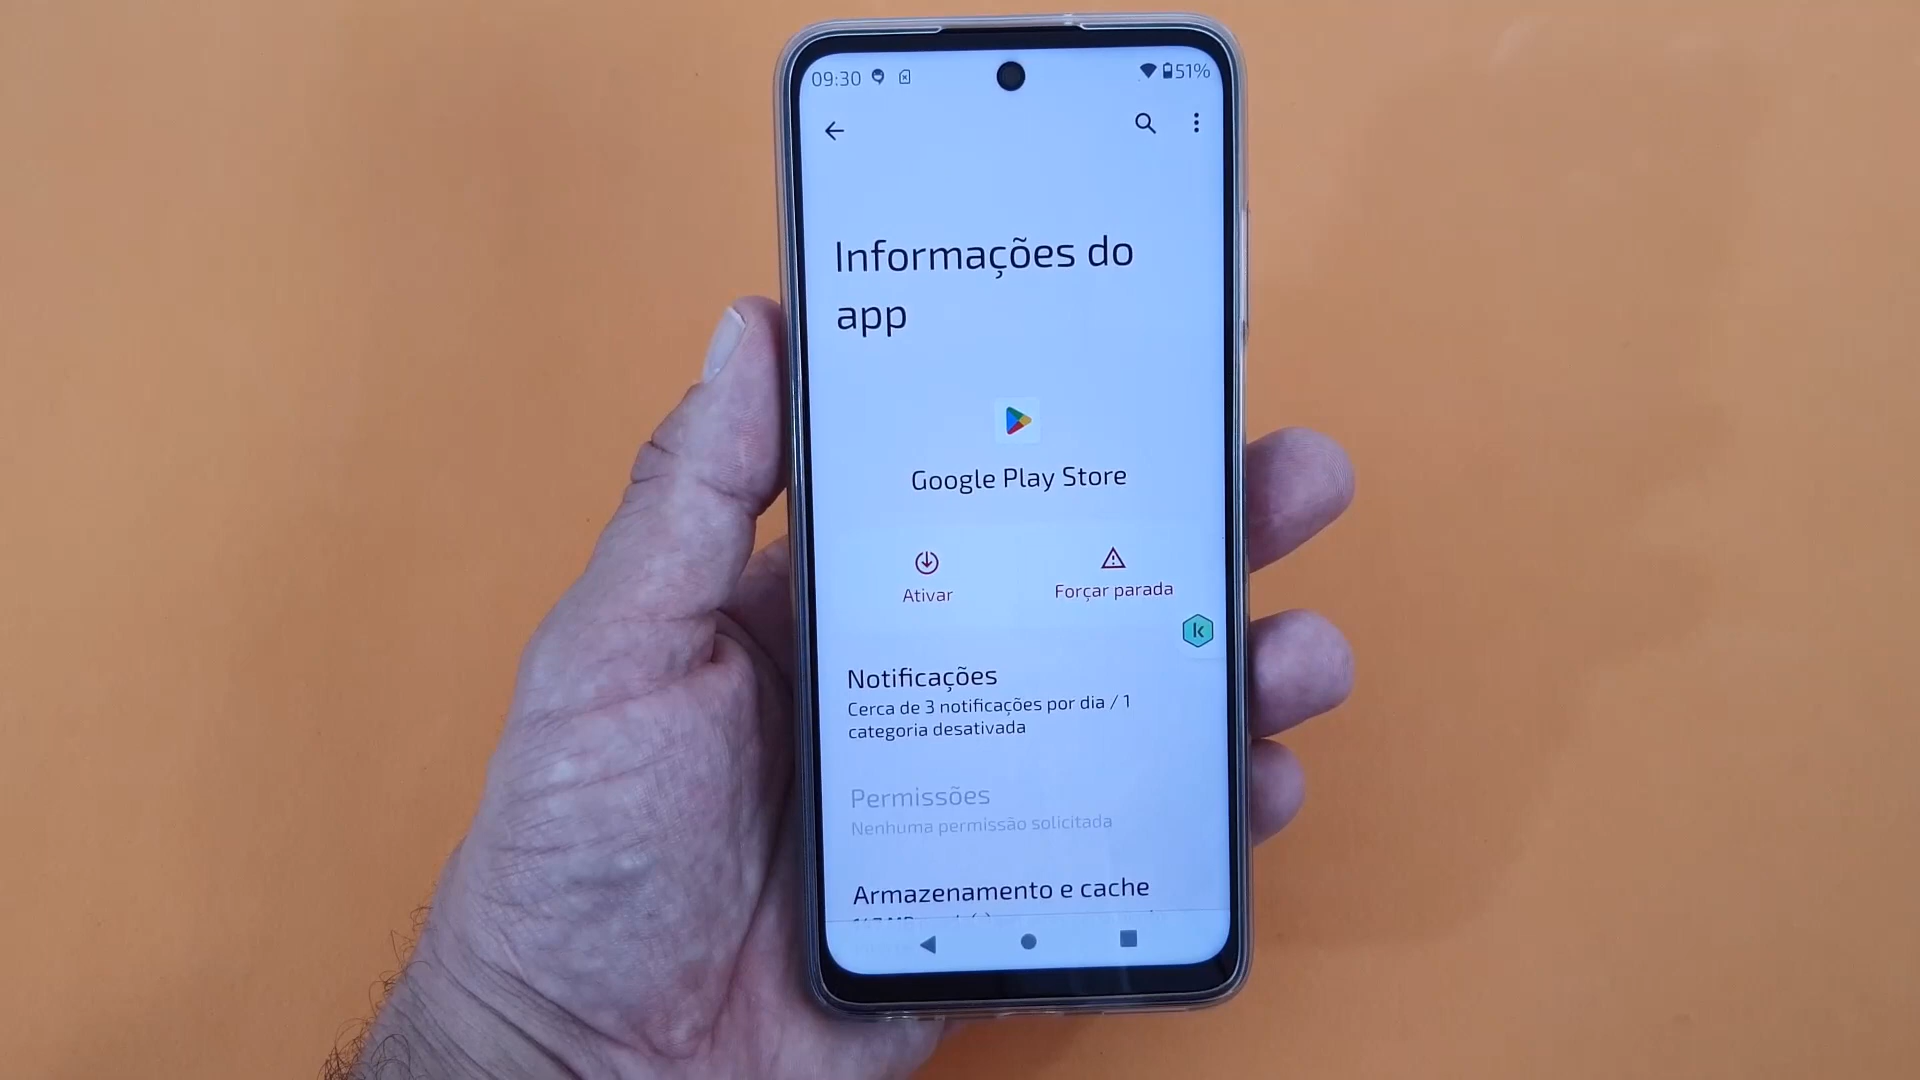 09:30
51%
Informações do
app
Google Play Store
Ativar
Forçar parada
k
Notificações
Cerca de 3 notificações por dia / 1
categoria desativada
Permissões
Nenhuma permissão solicitada
Armazenamento e cache